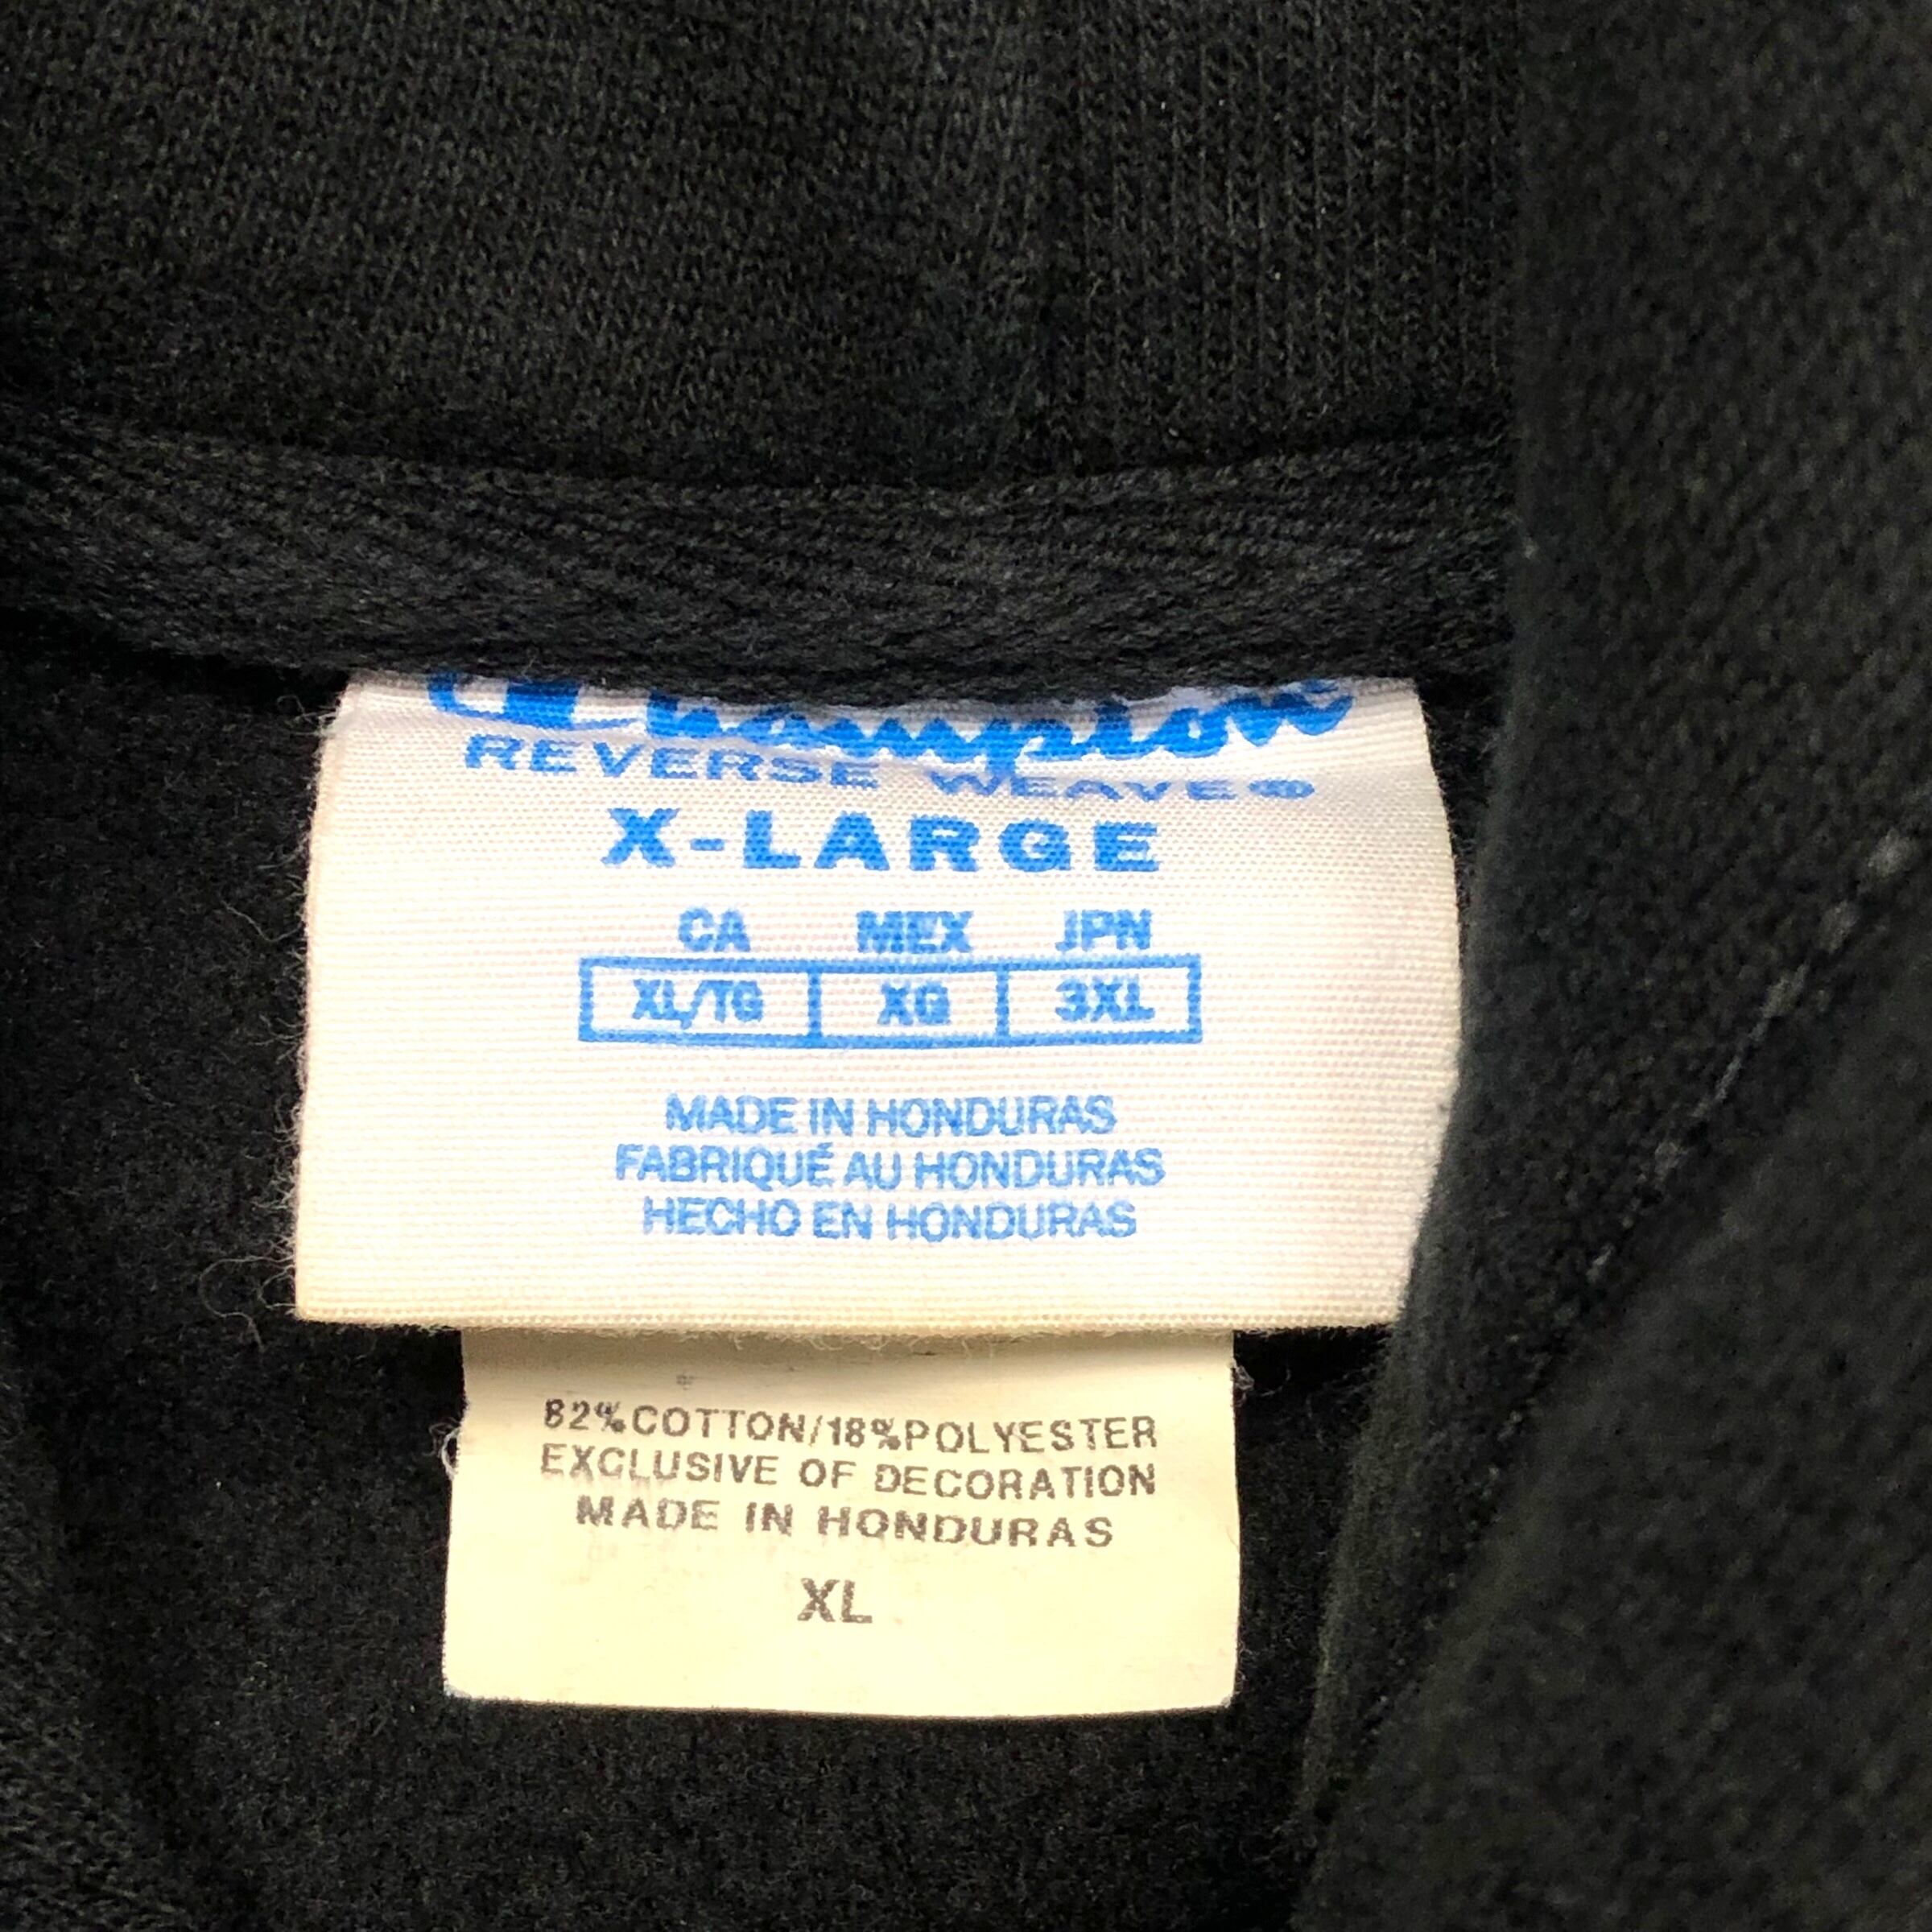 Champion
REVERSE WEAVE®
X-LARGE
CA MEX JPN
XL/TG XG 3XL
MADE IN HONDURAS
FABRIQUÉ AU HONDURAS
HECHO EN HONDURAS
82%COTTON/18%POLYESTER
EXCLUSIVE OF DECORATION
MADE IN HONDURAS
XL